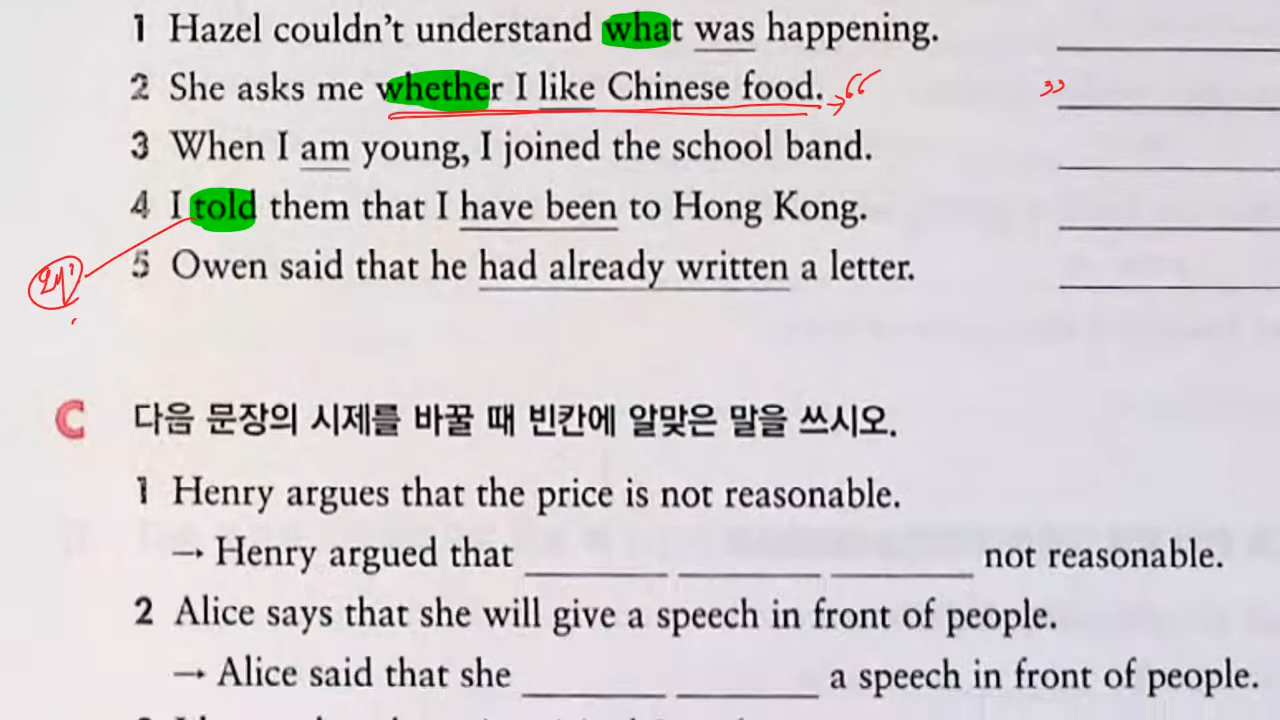 1 Hazel couldn't understand what was happening.
2 She asks me whether I like Chinese food.
3 When I am young, I joined the school band.
4 I told them that I have been to Hong Kong.
5 Owen said that he had already written a letter.
C 다음 문장의 시제를 바꿀 때 빈칸에 알맞은 말을 쓰시오.
1 Henry argues that the price is not reasonable.
→ Henry argued that ______ ______ ______ not reasonable.
2 Alice says that she will give a speech in front of people.
→ Alice said that she ______ ______ a speech in front of people.